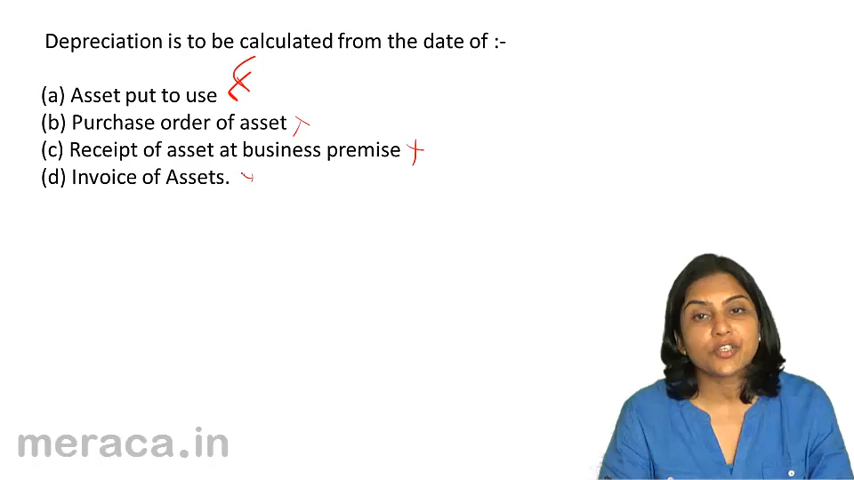 Depreciation is to be calculated from the date of :-
(a) Asset put to use
(b) Purchase order of asset
(c) Receipt of asset at business premise
(d) Invoice of Assets.
meraca.in